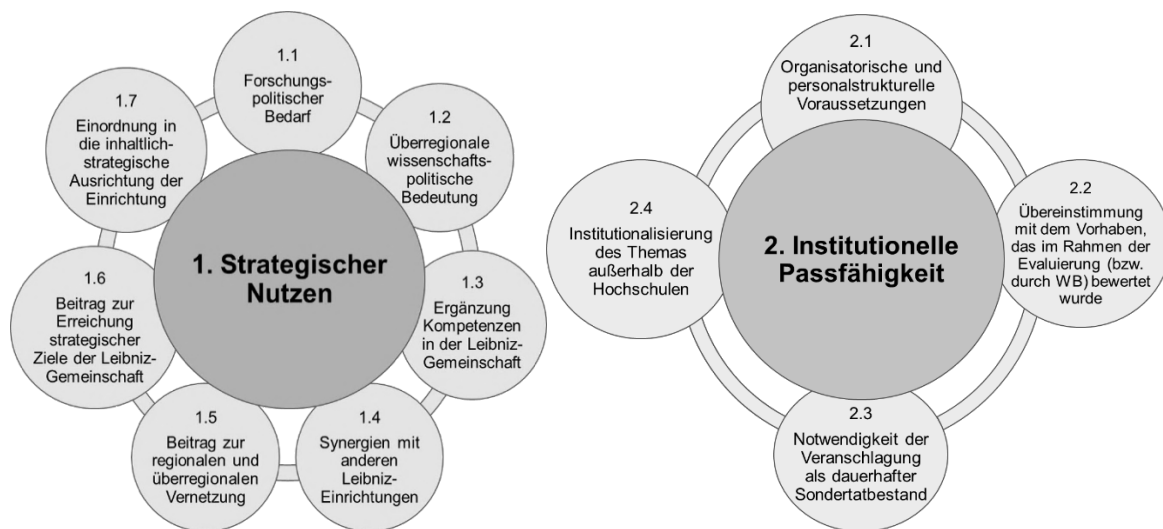 1. Strategischer
Nutzen
1.1
Forschungs-
politischer
Bedarf
1.2
Überregionale
wissenschafts-
politische
Bedeutung
1.3
Ergänzung
Kompetenzen
in der Leibniz-
Gemeinschaft
1.4
Synergien mit
anderen
Leibniz-
Einrichtungen
1.5
Beitrag zur
regionalen und
überregionalen
Vernetzung
1.6
Beitrag zur
Erreichung
strategischer
Ziele der Leibniz-
Gemeinschaft
1.7
Einordnung in
die inhaltlich-
strategische
Ausrichtung der
Einrichtung
2. Institutionelle
Passfähigkeit
2.1
Organisatorische und
personalstrukturelle
Voraussetzungen
2.2
Übereinstimmung
mit dem Vorhaben,
das im Rahmen der
Evaluierung (bzw.
durch WB) bewertet
wurde
2.3
Notwendigkeit der
Veranschlagung
als dauerhafter
Sondertatbestand
2.4
Institutionalisierung
des Themas
außerhalb der
Hochschulen